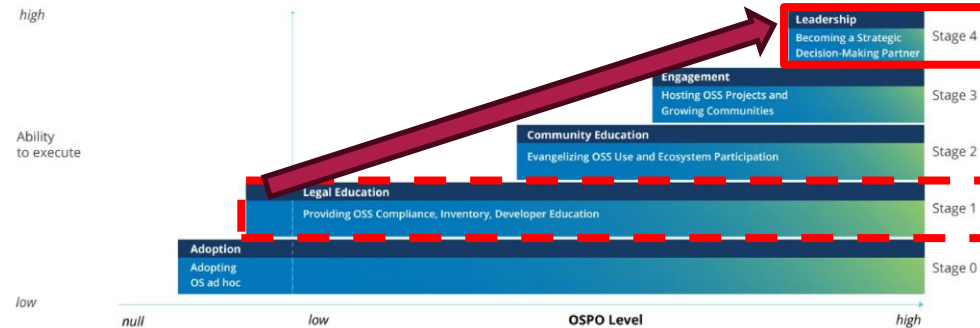 high
Leadership
Becoming a Strategic
Decision-Making Partner
Stage 4
Engagement
Hosting OSS Projects and
Growing Communities
Stage 3
Ability
to execute
Community Education
Evangelizing OSS Use and Ecosystem Participation
Stage 2
Legal Education
Providing OSS Compliance, Inventory, Developer Education
Stage 1
Adoption
Adopting
OS ad hoc
Stage 0
low
null
low
OSPO Level
high